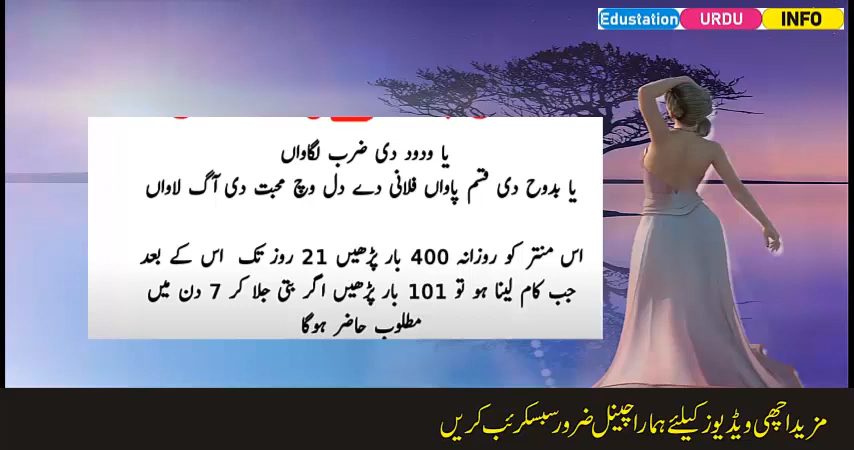 Edustation URDU INFO
یا ودود دی ضرب لگاواں
یا بدوح دی قسم پاواں فلانی دے دل وچ محبت دی آگ لاواں
اس منتر کو روزانہ 400 بار پڑھیں 21 روز تک اس کے بعد
جب کام لینا ہو تو 101 بار پڑھیں اگر بتی جلا کر 7 دن میں
مطلوب حاضر ہوگا
مزید اچھی ویڈیوز کیلئے ہمارا چینل ضرور سبسکرئب کریں